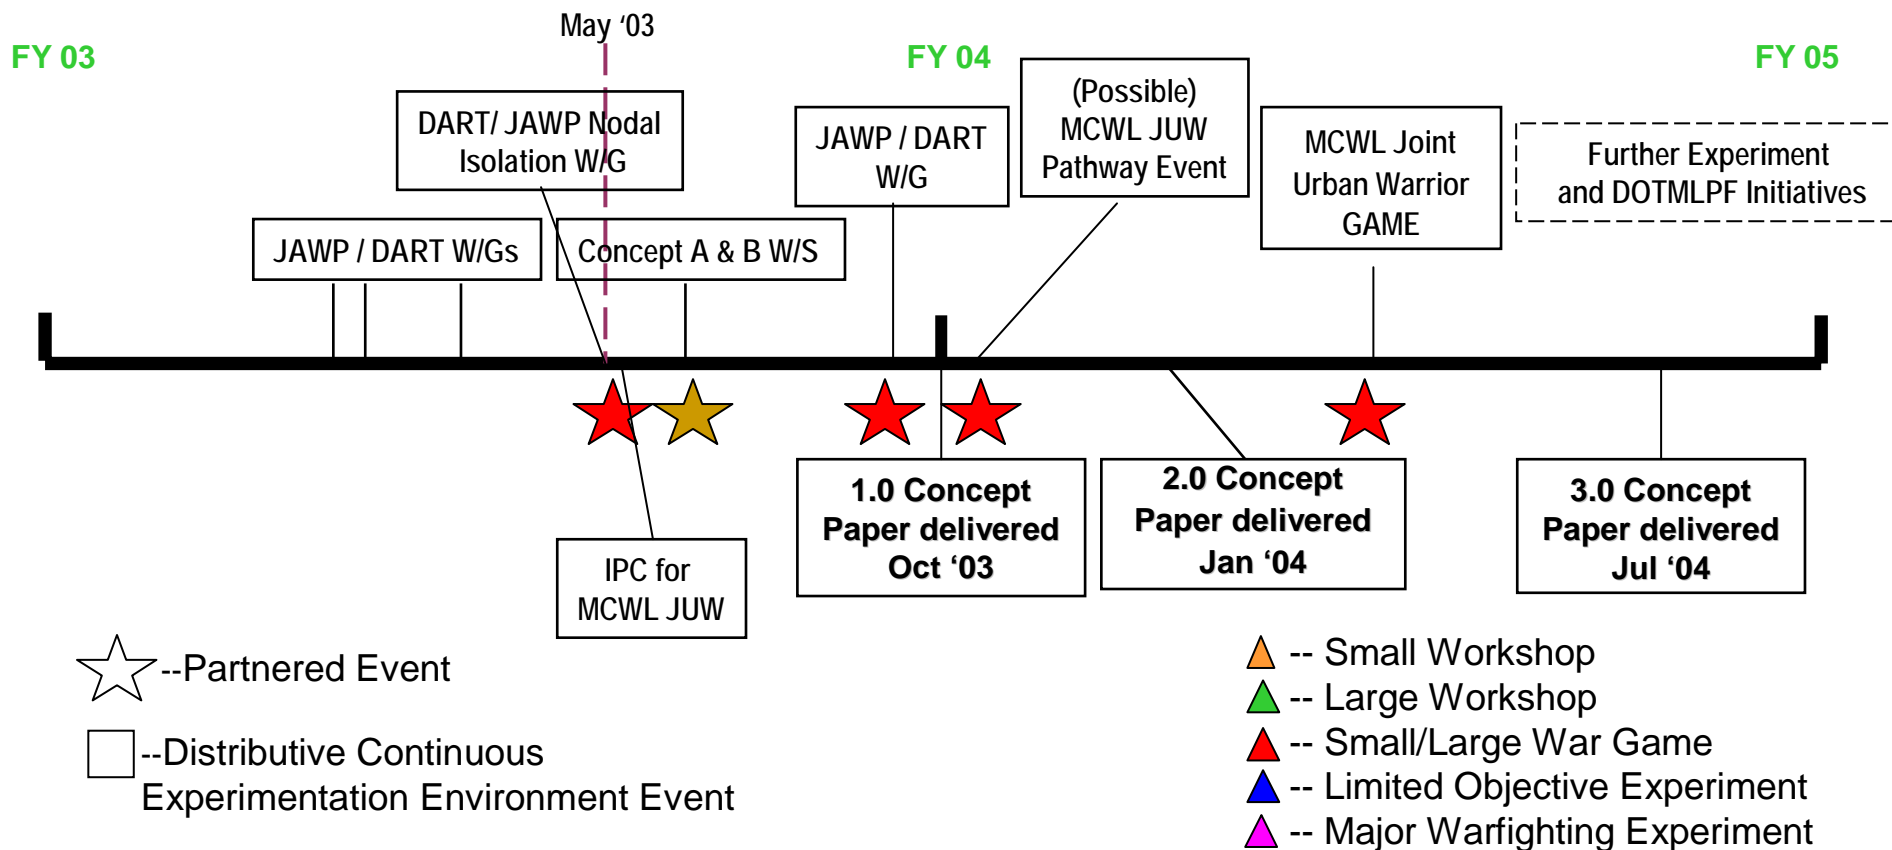 May ‘03
FY 03
FY 04
FY 05
DART/ JAWP Nodal
Isolation W/G
JAWP / DART
W/G
(Possible)
MCWL JUW
Pathway Event
MCWL Joint
Urban Warrior
GAME
Further Experiment
and DOTMLPF Initiatives
JAWP / DART W/Gs
Concept A & B W/S
1.0 Concept
Paper delivered
Oct ‘03
2.0 Concept
Paper delivered
Jan ‘04
3.0 Concept
Paper delivered
Jul ‘04
IPC for
MCWL JUW
--Partnered Event
--Distributive Continuous
Experimentation Environment Event
-- Small Workshop
-- Large Workshop
-- Small/Large War Game
-- Limited Objective Experiment
-- Major Warfighting Experiment